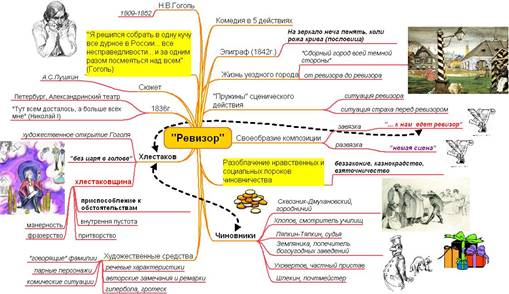 Н.В.Гоголь
1809-1852
"Я решился собрать в одну кучу
все дурное в России... все
несправедливости... и за одним
разом посмеяться над всем"
(Гоголь)
А.С.Пушкин
Сюжет
Петербург, Александринский театр
"Тут всем досталось, а больше всех
мне" (Николай I)
1836г.
"Ревизор"
Комедия в 5 действиях
Эпиграф (1842г.)
На зеркало неча пенять, коли
рожа крива (пословица)
Жизнь уездного города
"Сборный город всей темной
стороны"
от ревизора до ревизора
"Пружины" сценического
действия
ситуация ревизора
ситуация страха перед ревизором
Своеобразие композиции
завязка
"... к нам едет ревизор"
развязка
"немая сцена"
Разоблачение нравственных и
социальных пороков
чиновничества
беззаконие, казнокрадство,
взяточничество
Чиновники
Сквозник-Дмухановский,
городничий
Хлопов, смотритель училищ
Ляпкин-Тяпкин, судья
Земляника, попечитель
богоугодных заведений
Уховертов, частный пристав
Шпекин, почтмейстер
Хлестаков
художественное открытие Гоголя
"без царя в голове"
хлестаковщина
приспособление к
обстоятельствам
манерность
внутрення пустота
фразерство
притворство
Художественные средства
"говорящие" фамилии
парные персонажи
комические ситуации
речевые характеристики
авторские замечания и ремарки
гипербола, гротеск